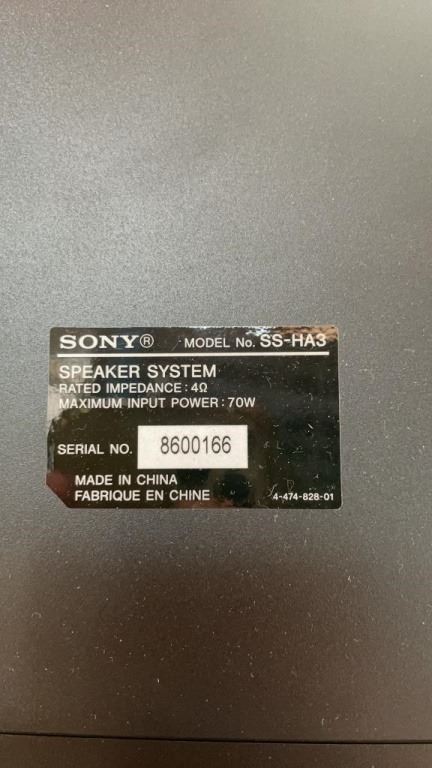 SONY® MODEL No. SS-HA3
SPEAKER SYSTEM
RATED IMPEDANCE : 4Ω
MAXIMUM INPUT POWER : 70W
SERIAL NO. 8600166
MADE IN CHINA
FABRIQUE EN CHINE 4-474-828-01